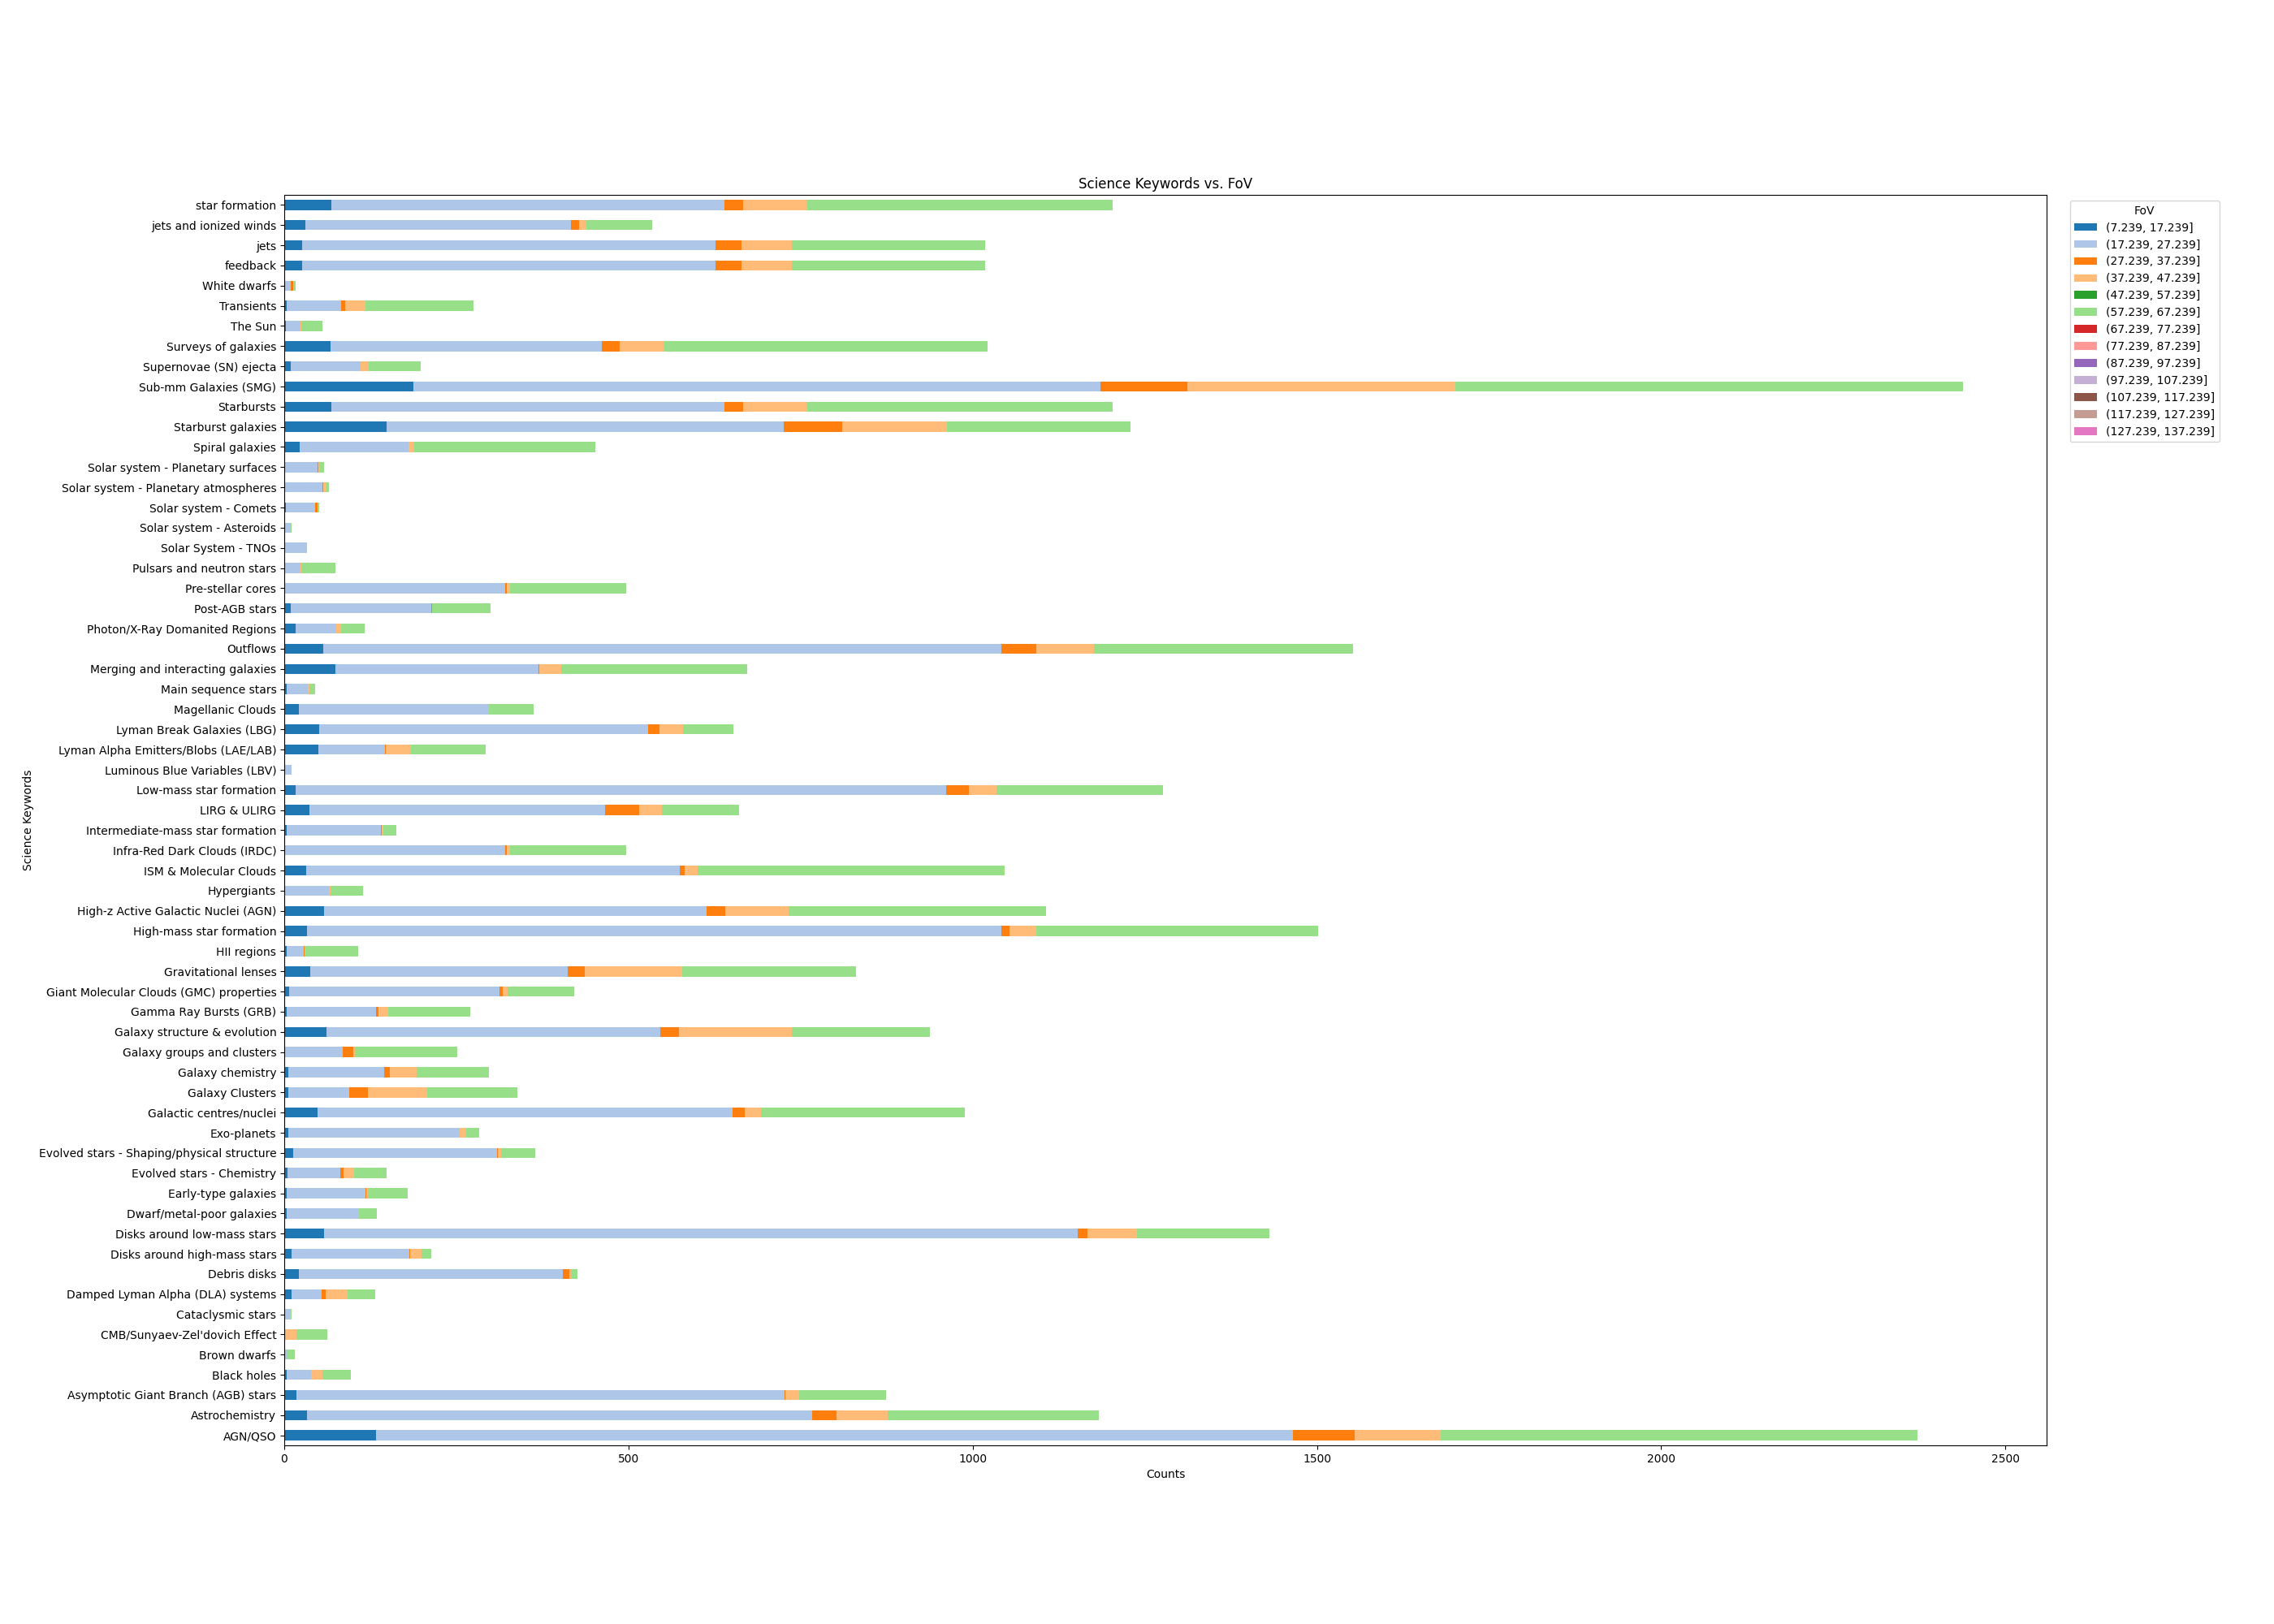 Science Keywords vs. FoV
star formation
jets and ionized winds
jets
feedback
White dwarfs
Transients
The Sun
Surveys of galaxies
Supernovae (SN) ejecta
Sub-mm Galaxies (SMG)
Starbursts
Starburst galaxies
Spiral galaxies
Solar system - Planetary surfaces
Solar system - Planetary atmospheres
Solar system - Comets
Solar system - Asteroids
Solar System - TNOs
Pulsars and neutron stars
Pre-stellar cores
Post-AGB stars
Photon/X-Ray Domanited Regions
Outflows
Merging and interacting galaxies
Main sequence stars
Magellanic Clouds
Lyman Break Galaxies (LBG)
Lyman Alpha Emitters/Blobs (LAE/LAB)
Luminous Blue Variables (LBV)
Low-mass star formation
LIRG & ULIRG
Intermediate-mass star formation
Infra-Red Dark Clouds (IRDC)
ISM & Molecular Clouds
Hypergiants
High-z Active Galactic Nuclei (AGN)
High-mass star formation
HII regions
Gravitational lenses
Giant Molecular Clouds (GMC) properties
Gamma Ray Bursts (GRB)
Galaxy structure & evolution
Galaxy groups and clusters
Galaxy chemistry
Galaxy Clusters
Galactic centres/nuclei
Exo-planets
Evolved stars - Shaping/physical structure
Evolved stars - Chemistry
Early-type galaxies
Dwarf/metal-poor galaxies
Disks around low-mass stars
Disks around high-mass stars
Debris disks
Damped Lyman Alpha (DLA) systems
Cataclysmic stars
CMB/Sunyaev-Zel'dovich Effect
Brown dwarfs
Black holes
Asymptotic Giant Branch (AGB) stars
Astrochemistry
AGN/QSO
Science Keywords
0 500 1000 1500 2000 2500
Counts
FoV
(7.239, 17.239]
(17.239, 27.239]
(27.239, 37.239]
(37.239, 47.239]
(47.239, 57.239]
(57.239, 67.239]
(67.239, 77.239]
(77.239, 87.239]
(87.239, 97.239]
(97.239, 107.239]
(107.239, 117.239]
(117.239, 127.239]
(127.239, 137.239]